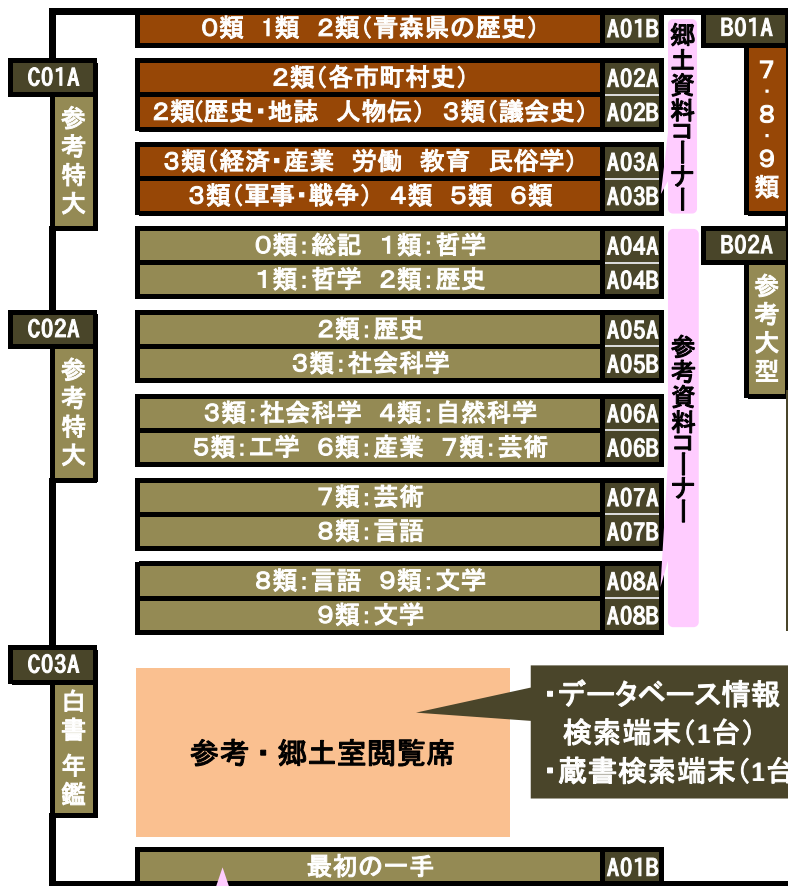 0類 1類 2類(青森県の歴史)
A01B
B01A
郷土資料コーナー
7・8・9類
C01A
参考特大
2類(各市町村史)
A02A
2類(歴史・地誌 人物伝) 3類(議会史)
A02B
3類(経済・産業 労働 教育 民俗学)
A03A
3類(軍事・戦争) 4類 5類 6類
A03B
0類:総記 1類:哲学
A04A
1類:哲学 2類:歴史
A04B
B02A
参考大型
参考資料コーナー
C02A
参考特大
2類:歴史
A05A
3類:社会科学
A05B
3類:社会科学 4類:自然科学
A06A
5類:工学 6類:産業 7類:芸術
A06B
7類:芸術
A07A
8類:言語
A07B
8類:言語 9類:文学
A08A
9類:文学
A08B
C03A
白書 年鑑
参考・郷土室閲覧席
・データベース情報
検索端末(1台)
・蔵書検索端末(1台
最初の一手
A01B